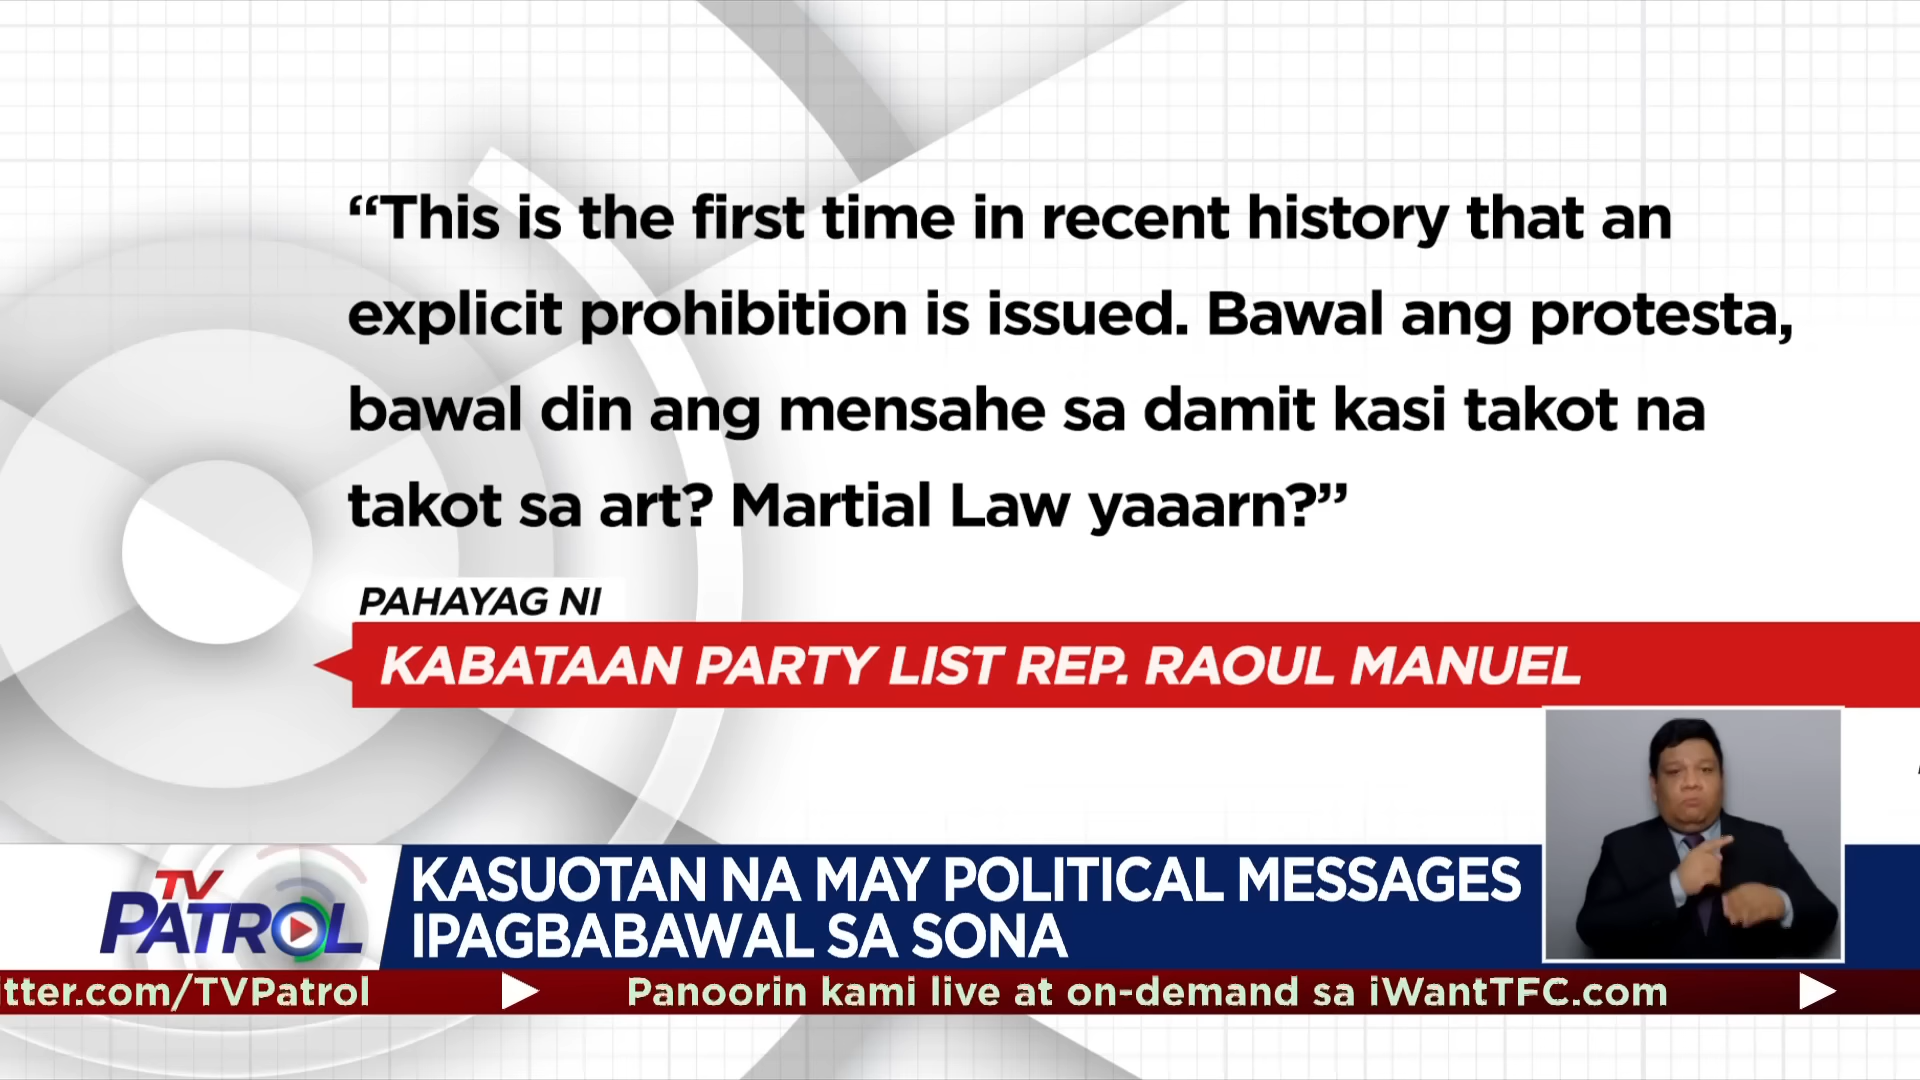 “This is the first time in recent history that an
explicit prohibition is issued. Bawal ang protesta,
bawal din ang mensahe sa damit kasi takot na
takot sa art? Martial Law yaaarn?”
PAHAYAG NI
KABATAAN PARTY LIST REP. RAOUL MANUEL
TV
PATROL
KASUOTAN NA MAY POLITICAL MESSAGES
IPAGBABAWAL SA SONA
itter.com/TVPatrol Panoorin kami live at on-demand sa iWantTFC.com